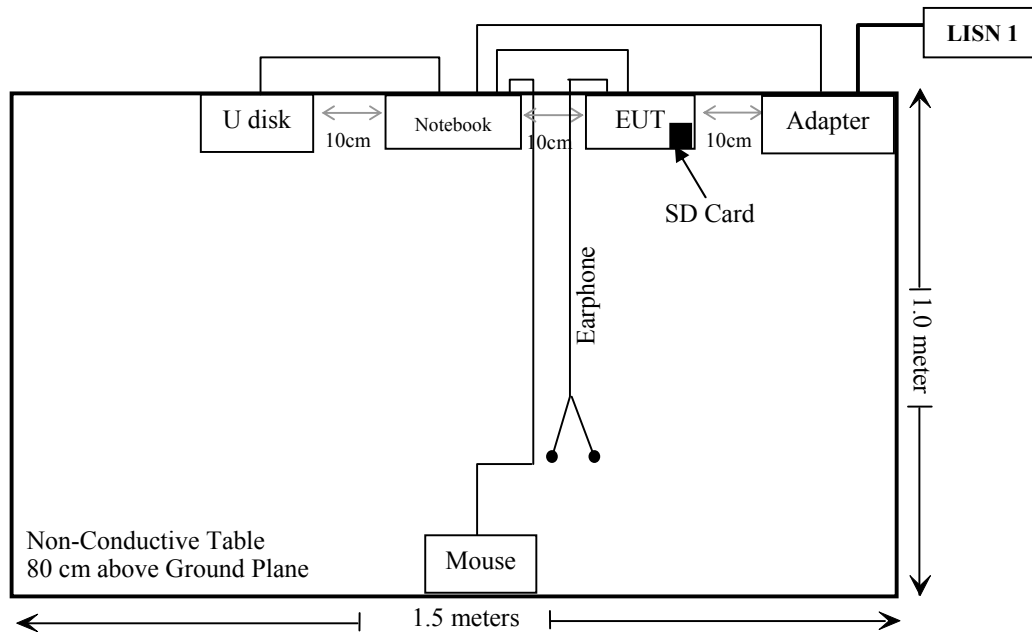 LISN 1
U disk
Notebook
EUT
Adapter
10cm
10cm
10cm
SD Card
Earphone
1.0 meter
Non-Conductive Table
80 cm above Ground Plane
Mouse
1.5 meters